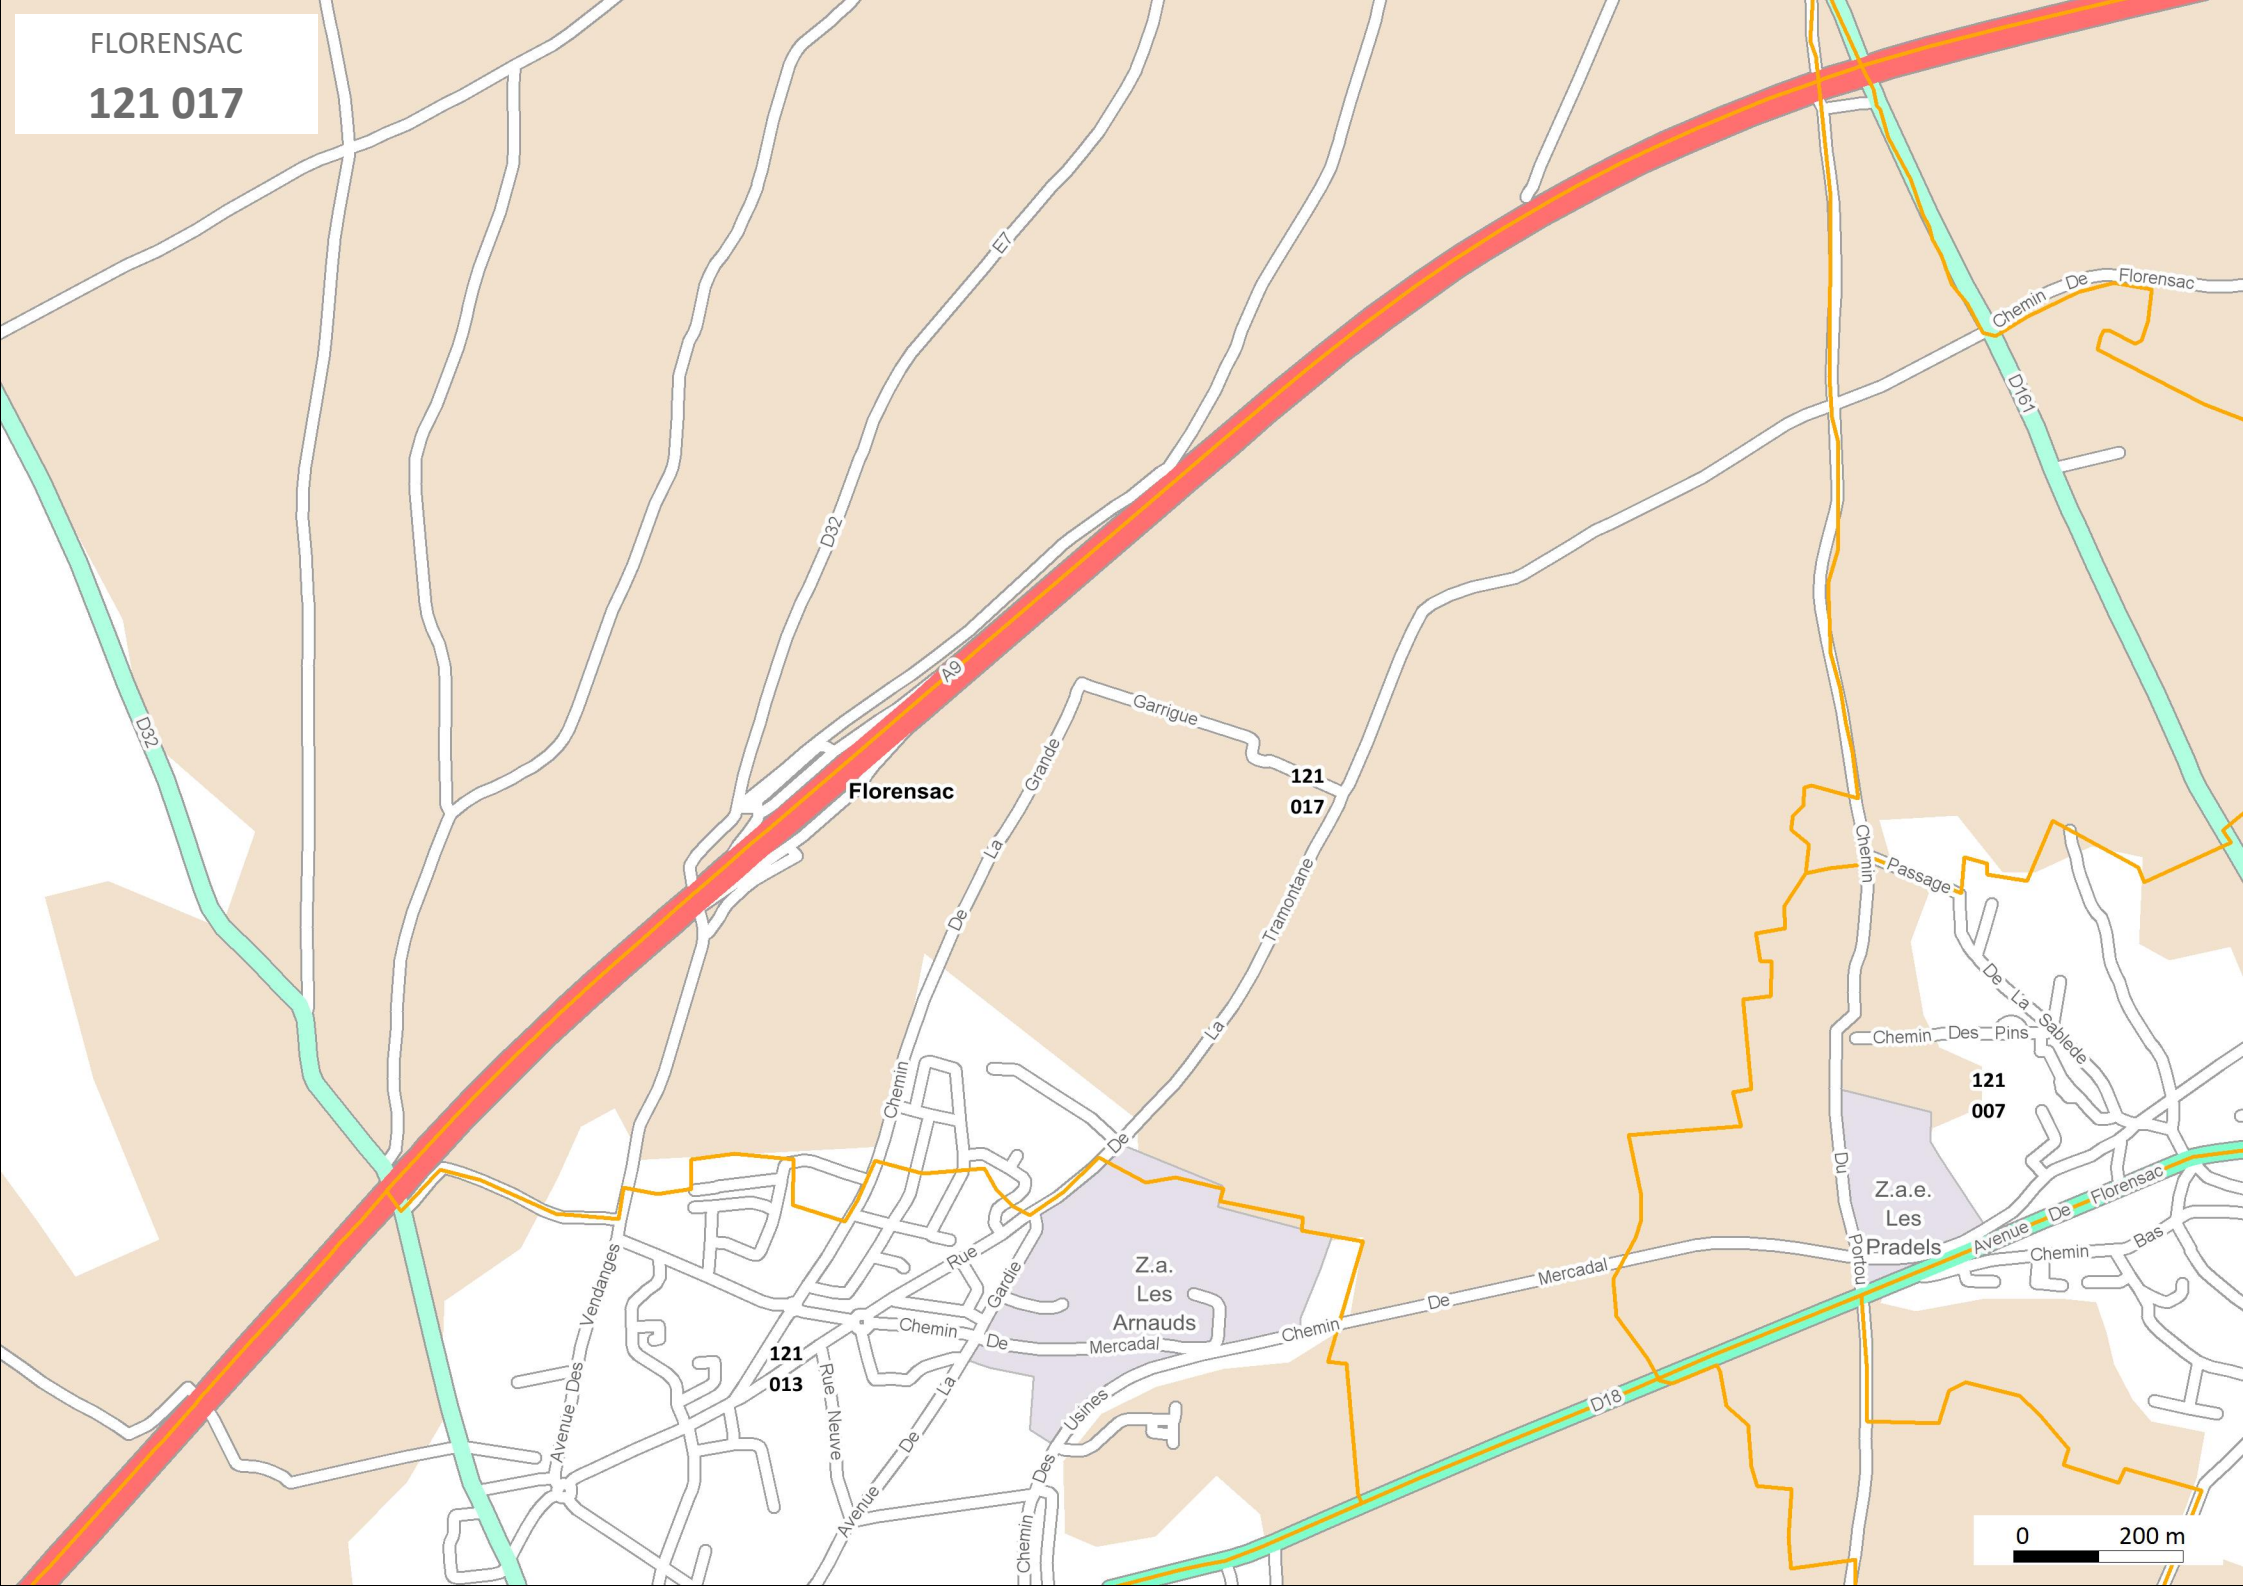 FLORENSAC
121 017
E7
Chemin De Florensac
D161
D32
D32
A9
Garrigue
Grande
La
De
Chemin
Florensac
121
017
Tramontane
La
De
Chemin
Passage
De La Sablede
Chemin Des Pins
121
007
Du
Portou
Z.a.e.
Les
Pradels
Avenue De Florensac
Chemin Bas
Mercadal
De
Chemin
Z.a.
Les
Arnauds
Rue
Gardie
Chemin De Mercadal
Vendanges
Avenue Des
121
013
Rue Neuve
La
De
Avenue
Usines
Des
Chemin
D18
0 200 m